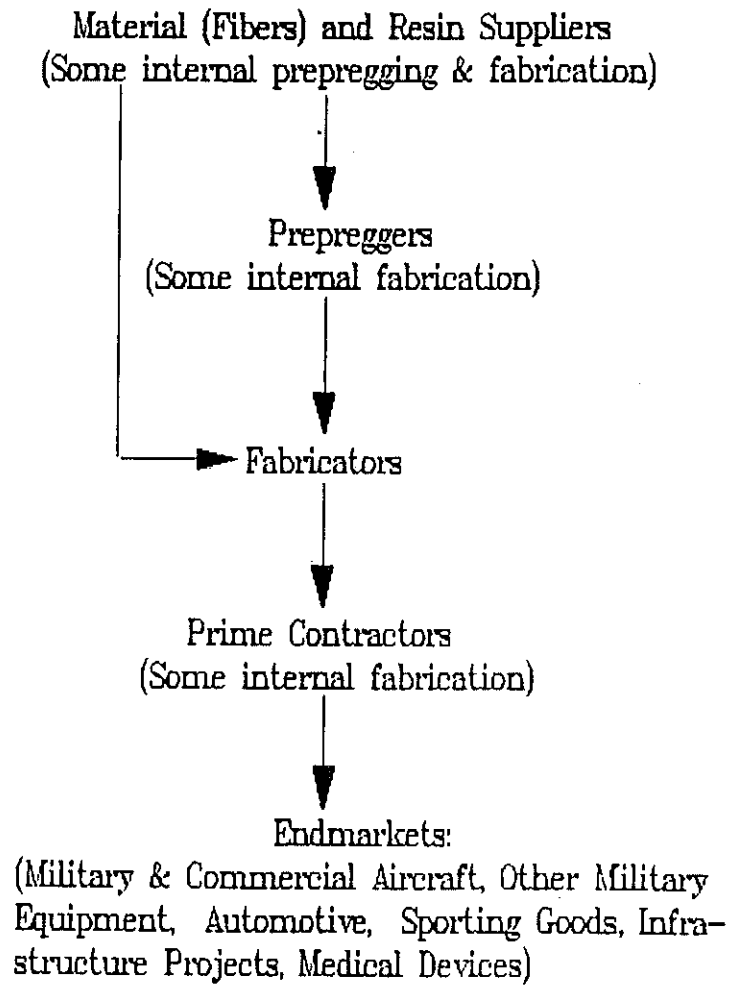 Material (Fibers) and Resin Suppliers
(Some internal prepregging & fabrication)
Prepreggers
(Some internal fabrication)
Fabricators
Prime Contractors
(Some internal fabrication)
Endmarkets:
(Military & Commercial Aircraft, Other Military
Equipment, Automotive, Sporting Goods, Infra-
structure Projects, Medical Devices)